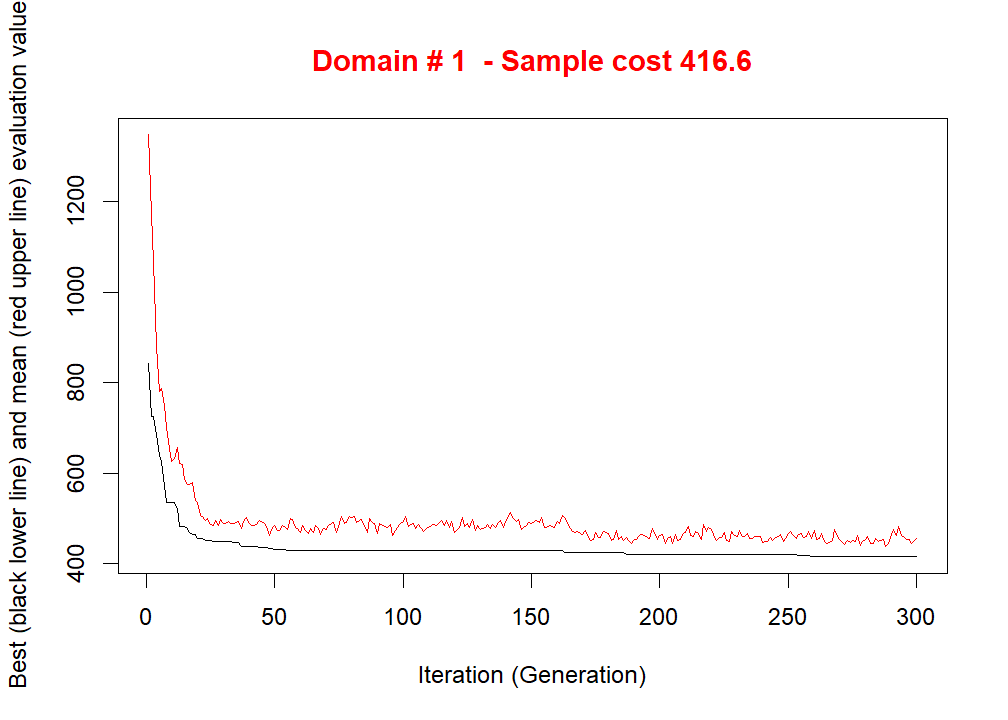 Domain # 1  - Sample cost 416.6
Best (black lower line) and mean (red upper line) evaluation value
1200
1000
800
600
400
0 50 100 150 200 250 300
Iteration (Generation)